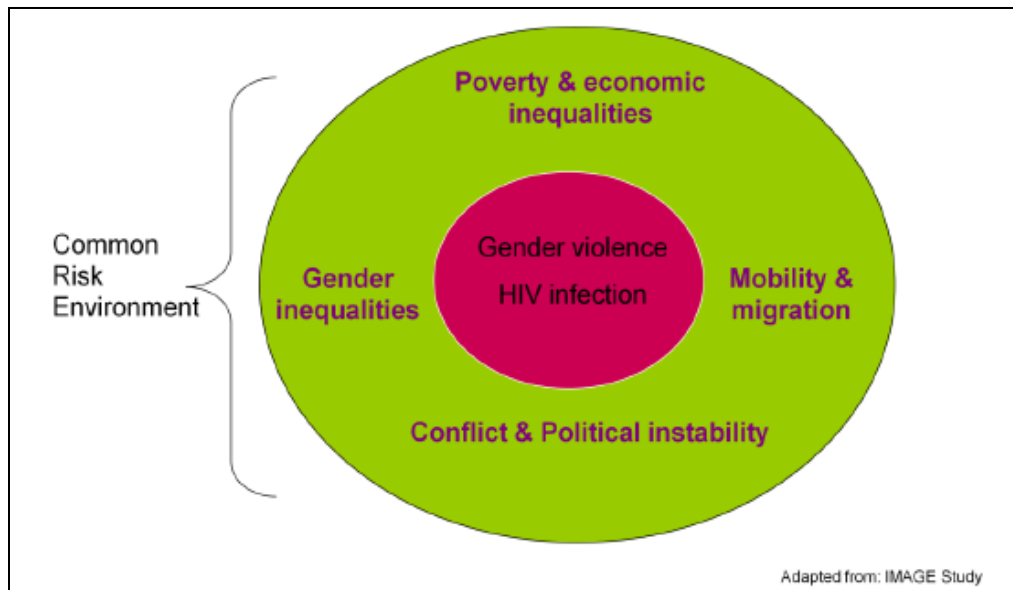 Poverty & economic
inequalities
Gender violence
HIV infection
Common
Risk
Environment
Gender
inequalities
Mobility &
migration
Conflict & Political instability
Adapted from: IMAGE Study